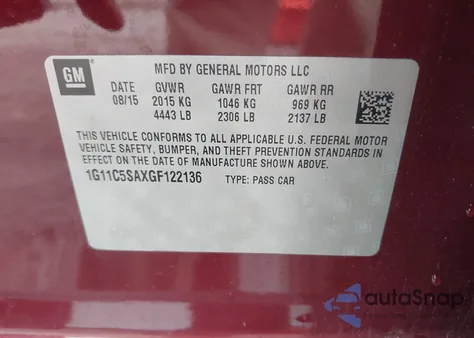 GM
MFD BY GENERAL MOTORS LLC
DATE GVWR GAWR FRT GAWR RR
08/15 2015 KG 1046 KG 969 KG
4443 LB 2306 LB 2137 LB
THIS VEHICLE CONFORMS TO ALL APPLICABLE U.S. FEDERAL MOTOR
VEHICLE SAFETY, BUMPER, AND THEFT PREVENTION STANDARDS IN
EFFECT ON THE DATE OF MANUFACTURE SHOWN ABOVE.
1G11C5SAXGF122136 TYPE: PASS CAR
autoSnap